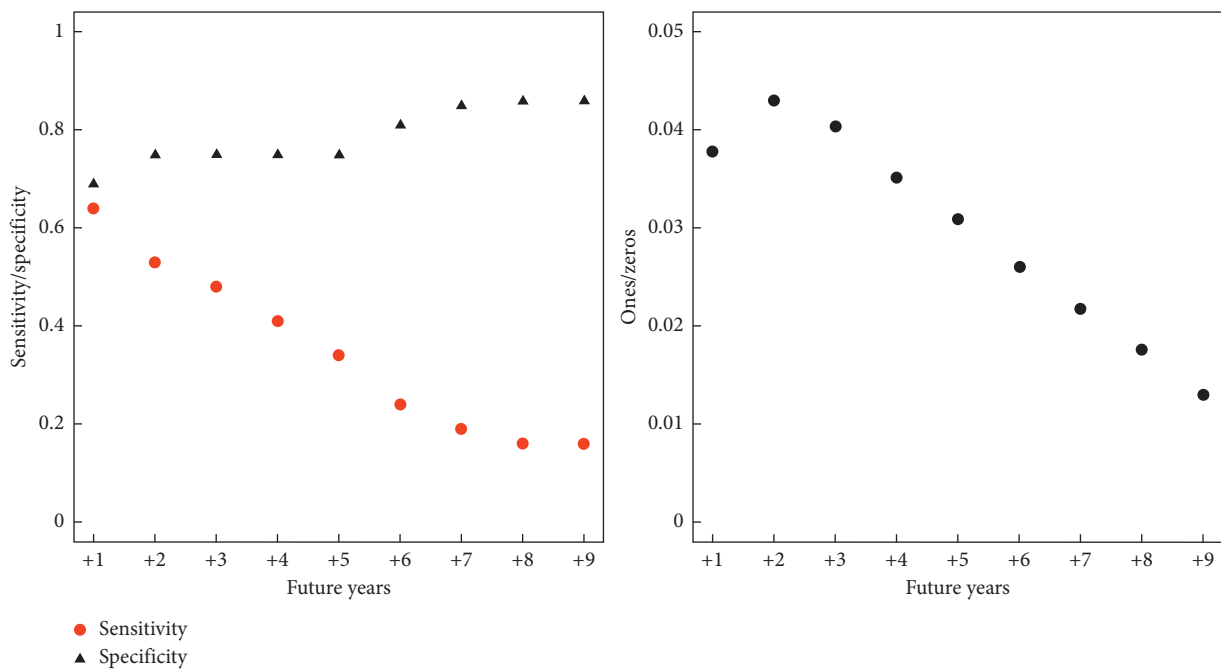 1
0.8
0.6
0.4
0.2
0
Sensitivity/specificity
+1 +2 +3 +4 +5 +6 +7 +8 +9
Future years
Sensitivity
Specificity
0.05
0.04
0.03
0.02
0.01
0
Ones/zeros
+1 +2 +3 +4 +5 +6 +7 +8 +9
Future years